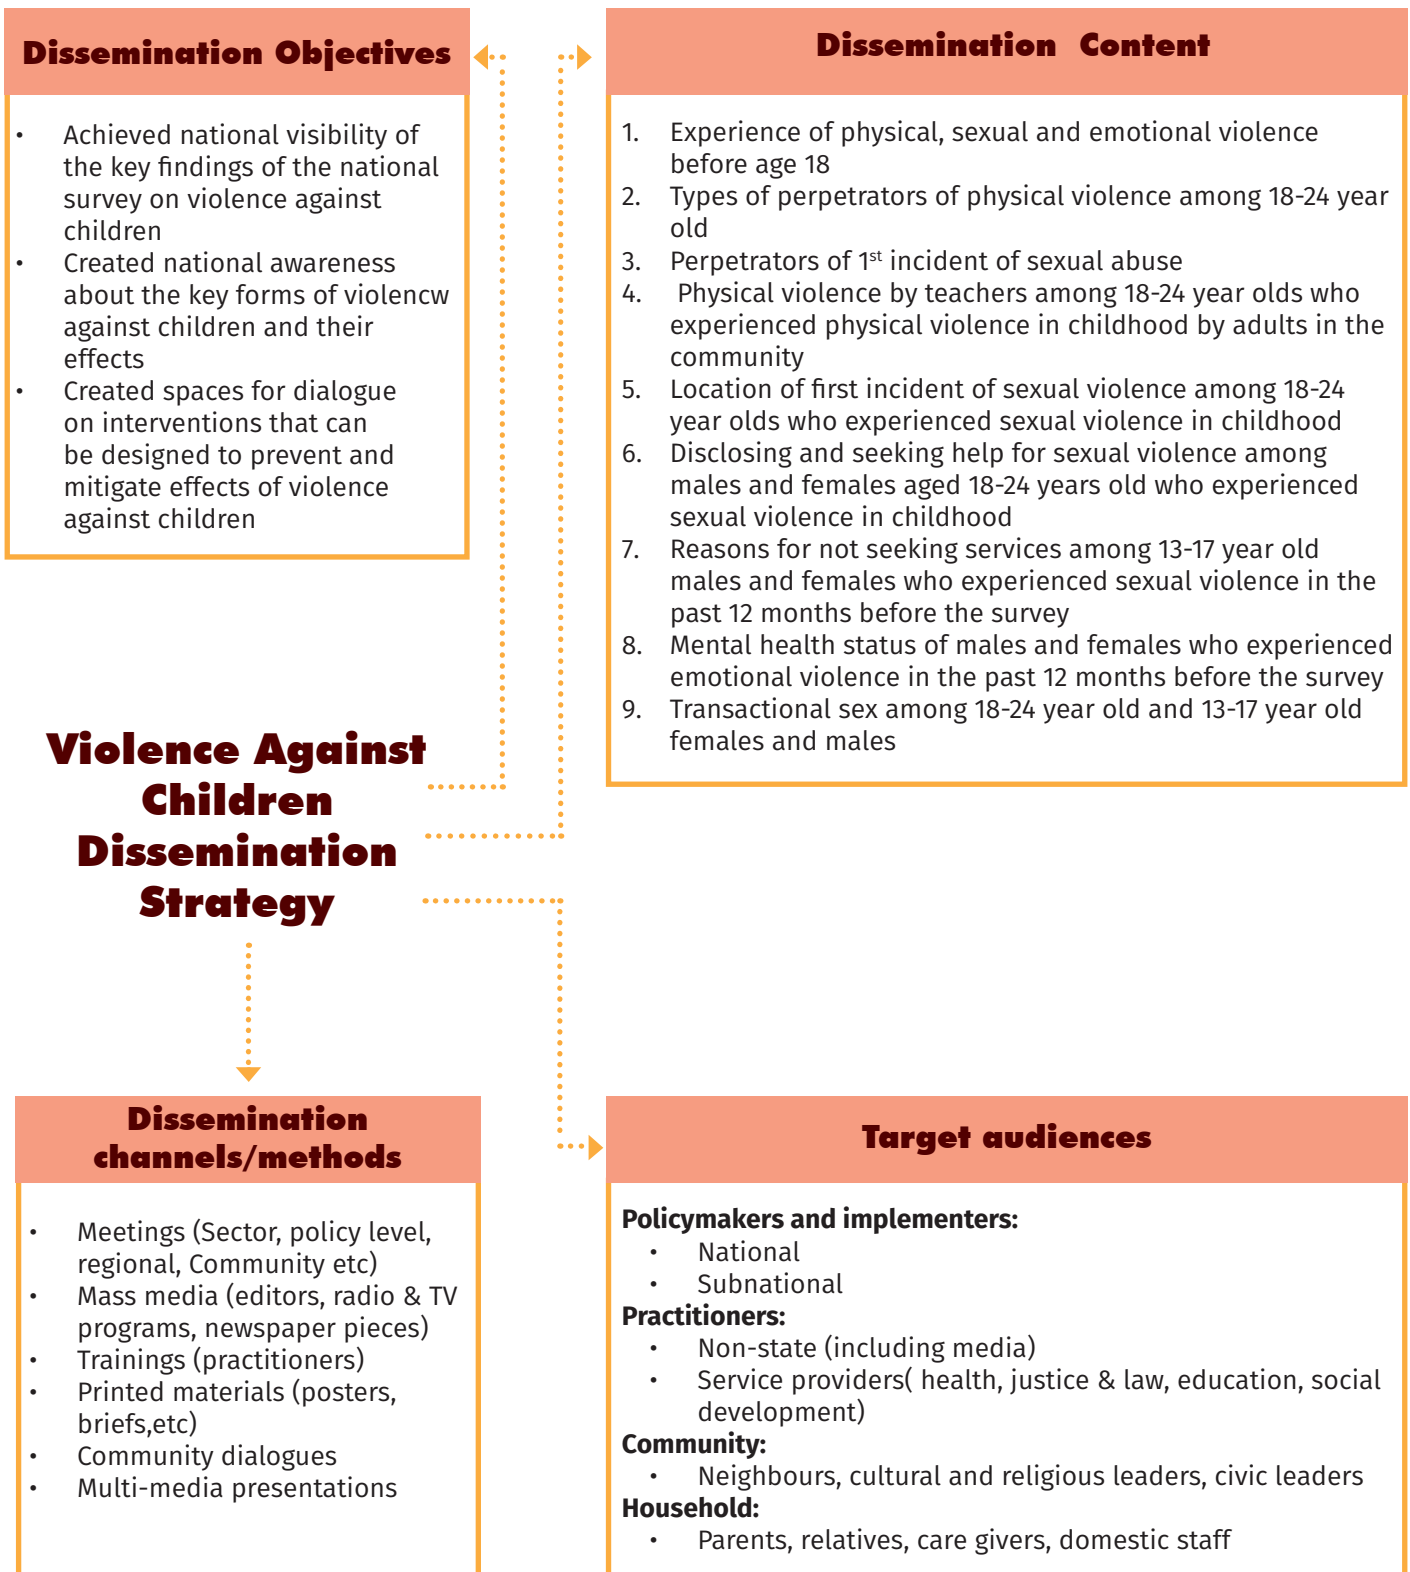 Dissemination Objectives
• Achieved national visibility of
the key findings of the national
survey on violence against
children
• Created national awareness
about the key forms of violencw
against children and their
effects
• Created spaces for dialogue
on interventions that can
be designed to prevent and
mitigate effects of violence
against children
Dissemination Content
1. Experience of physical, sexual and emotional violence
before age 18
2. Types of perpetrators of physical violence among 18-24 year
old
3. Perpetrators of 1st incident of sexual abuse
4. Physical violence by teachers among 18-24 year olds who
experienced physical violence in childhood by adults in the
community
5. Location of first incident of sexual violence among 18-24
year olds who experienced sexual violence in childhood
6. Disclosing and seeking help for sexual violence among
males and females aged 18-24 years old who experienced
sexual violence in childhood
7. Reasons for not seeking services among 13-17 year old
males and females who experienced sexual violence in the
past 12 months before the survey
8. Mental health status of males and females who experienced
emotional violence in the past 12 months before the survey
9. Transactional sex among 18-24 year old and 13-17 year old
females and males
Violence Against
Children
Dissemination
Strategy
Dissemination
channels/methods
• Meetings (Sector, policy level,
regional, Community etc)
• Mass media (editors, radio & TV
programs, newspaper pieces)
• Trainings (practitioners)
• Printed materials (posters,
briefs,etc)
• Community dialogues
• Multi-media presentations
Target audiences
Policymakers and implementers:
• National
• Subnational
Practitioners:
• Non-state (including media)
• Service providers( health, justice & law, education, social
development)
Community:
• Neighbours, cultural and religious leaders, civic leaders
Household:
• Parents, relatives, care givers, domestic staff